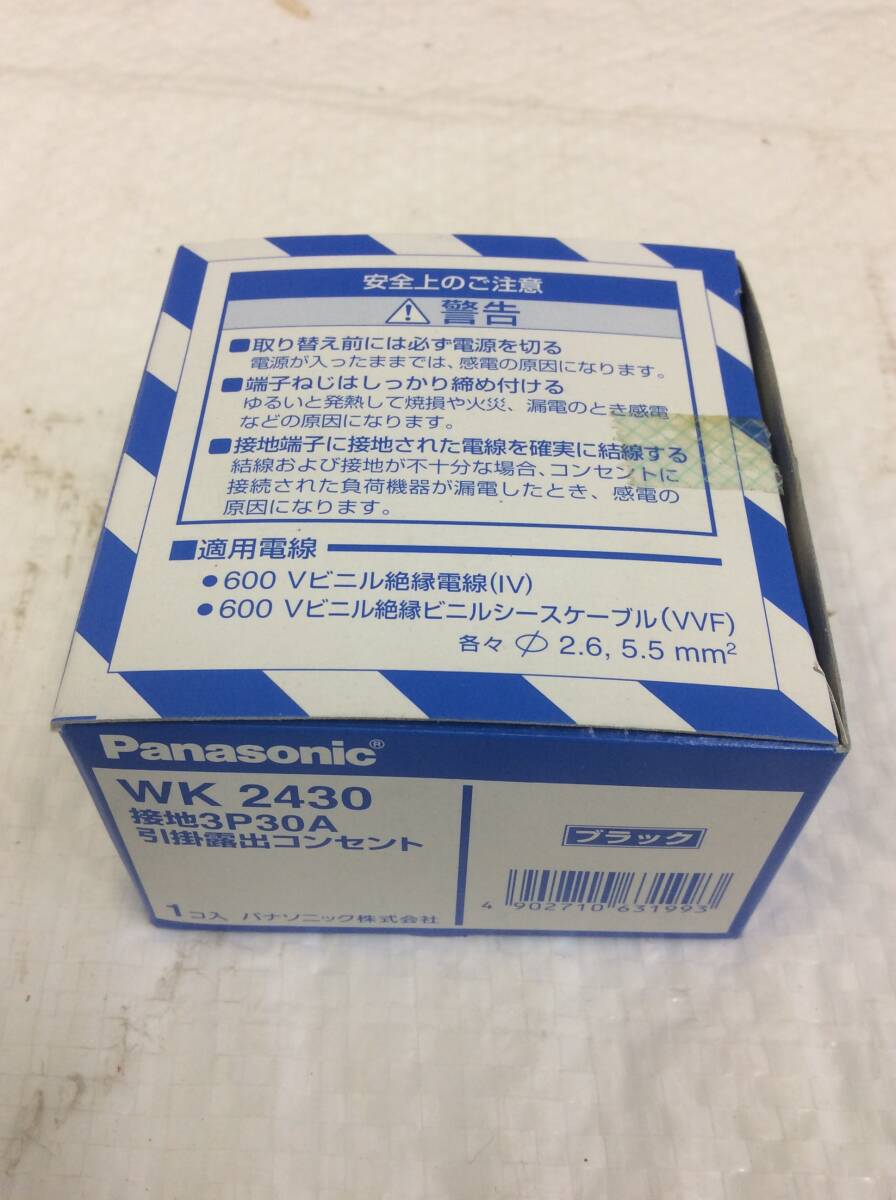 安全上のご注意
警告
■取り替え前には必ず電源を切る
電源が入ったままでは、感電の原因になります。
■端子ねじはしっかり締め付ける
ゆるいと発熱して焼損や火災、漏電のとき感電
などの原因になります。
■接地端子に接地された電線を確実に結線する
結線および接地が不十分な場合、コンセントに
接続された負荷機器が漏電したとき、感電の
原因になります。
■適用電線
●600 Vビニル絶縁電線(IV)
●600 Vビニル絶縁ビニルシースケーブル(VVF)
各々 φ 2.6, 5.5 mm²
Panasonic®
WK 2430
接地3P30A
引掛露出コンセント
1コ入 パナソニック株式会社
ブラック
4 902710 631993